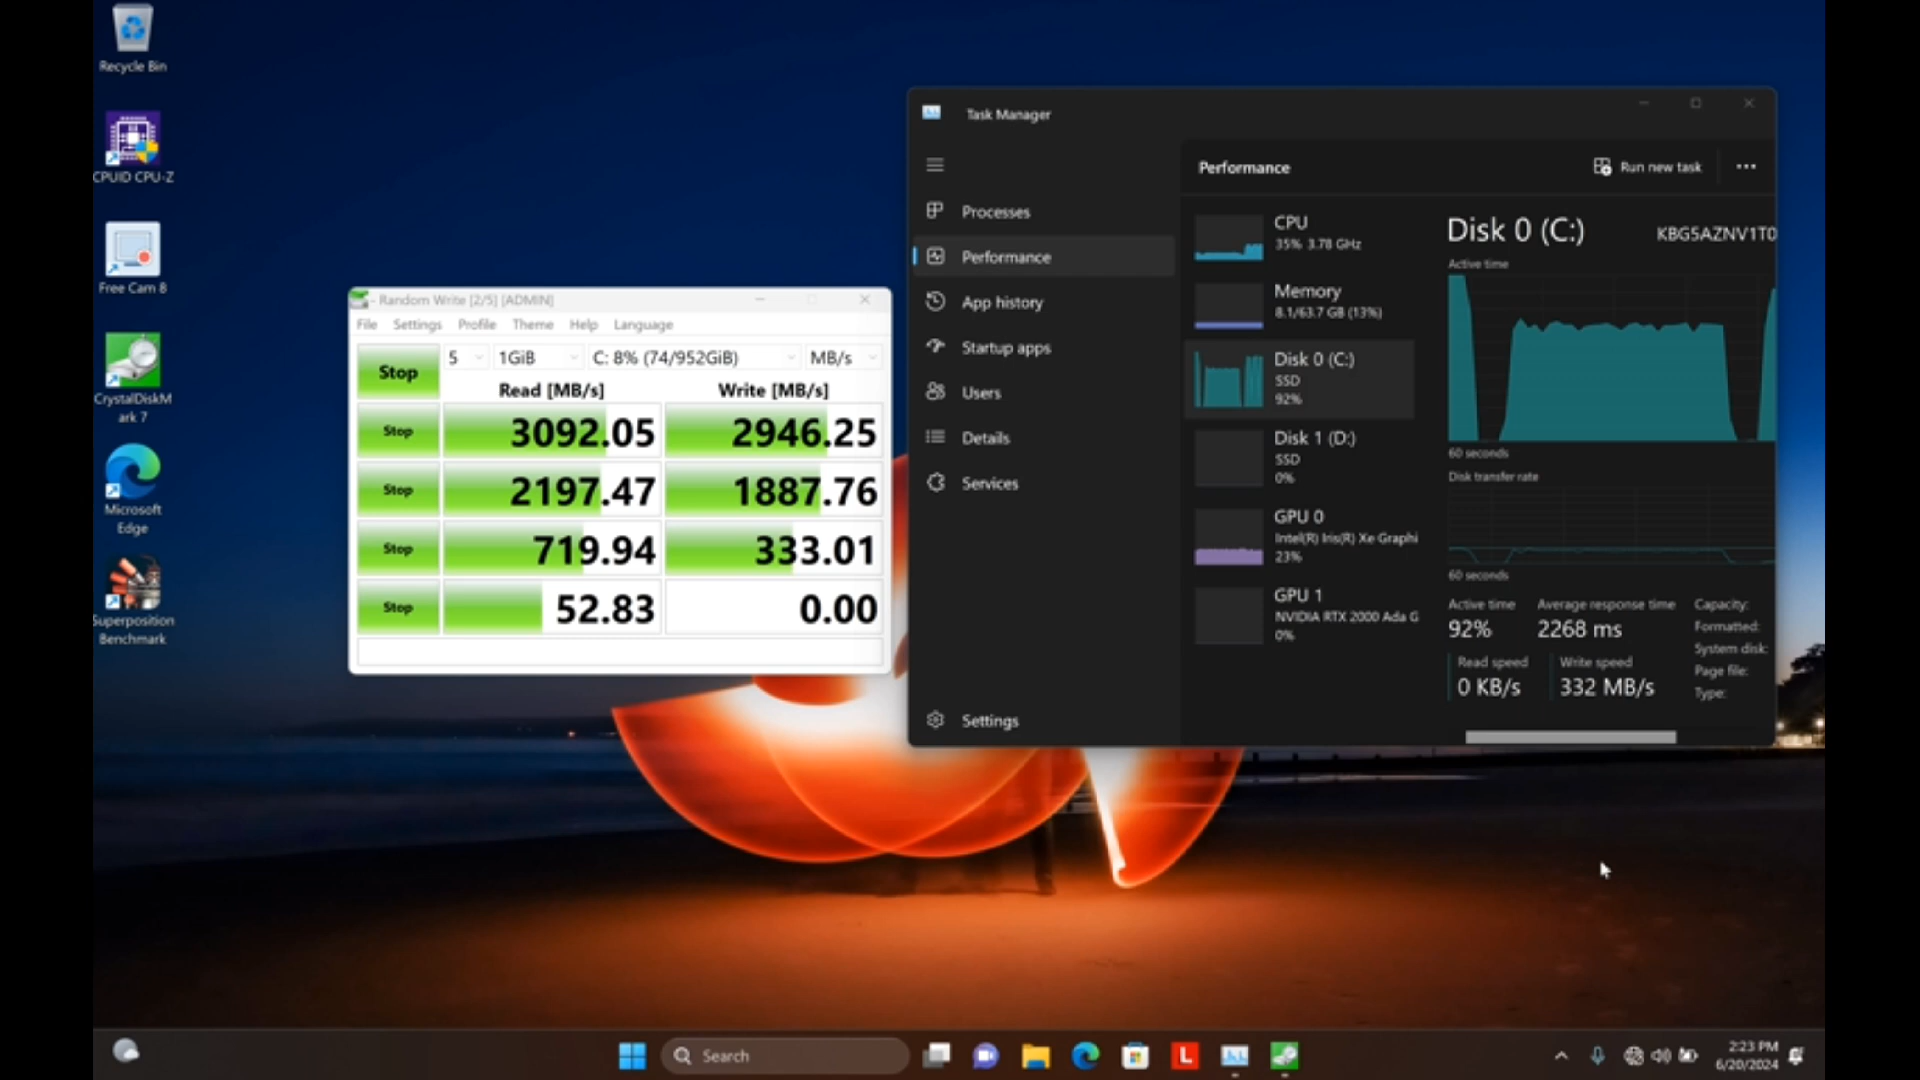 Recycle Bin
CPUID CPU-Z
Free Cam 8
CrystalDiskM
ark 7
Microsoft
Edge
Superposition
Benchmark
- Random Write [2/5] [ADMIN]
File Settings Profile Theme Help Language
Stop
5 1GiB C: 8% (74/952GiB) MB/s
Read [MB/s] Write [MB/s]
Stop 3092.05 2946.25
Stop 2197.47 1887.76
Stop 719.94 333.01
Stop 52.83 0.00
Task Manager
Processes
Performance
App history
Startup apps
Users
Details
Services
Settings
Performance
Run new task
CPU
35% 3.78 GHz
Memory
8.1/63.7 GB (13%)
Disk 0 (C:)
SSD
92%
Disk 1 (D:)
SSD
0%
GPU 0
Intel(R) Iris(R) Xe Graphi
23%
GPU 1
NVIDIA RTX 2000 Ada G
0%
Disk 0 (C:) KBG5AZNV1T0
Active time
60 seconds
Disk transfer rate
60 seconds
Active time
92%
Average response time
2268 ms
Read speed
0 KB/s
Write speed
332 MB/s
Capacity:
Formatted:
System disk:
Page file:
Type:
Search
L
2:23 PM
6/20/2024